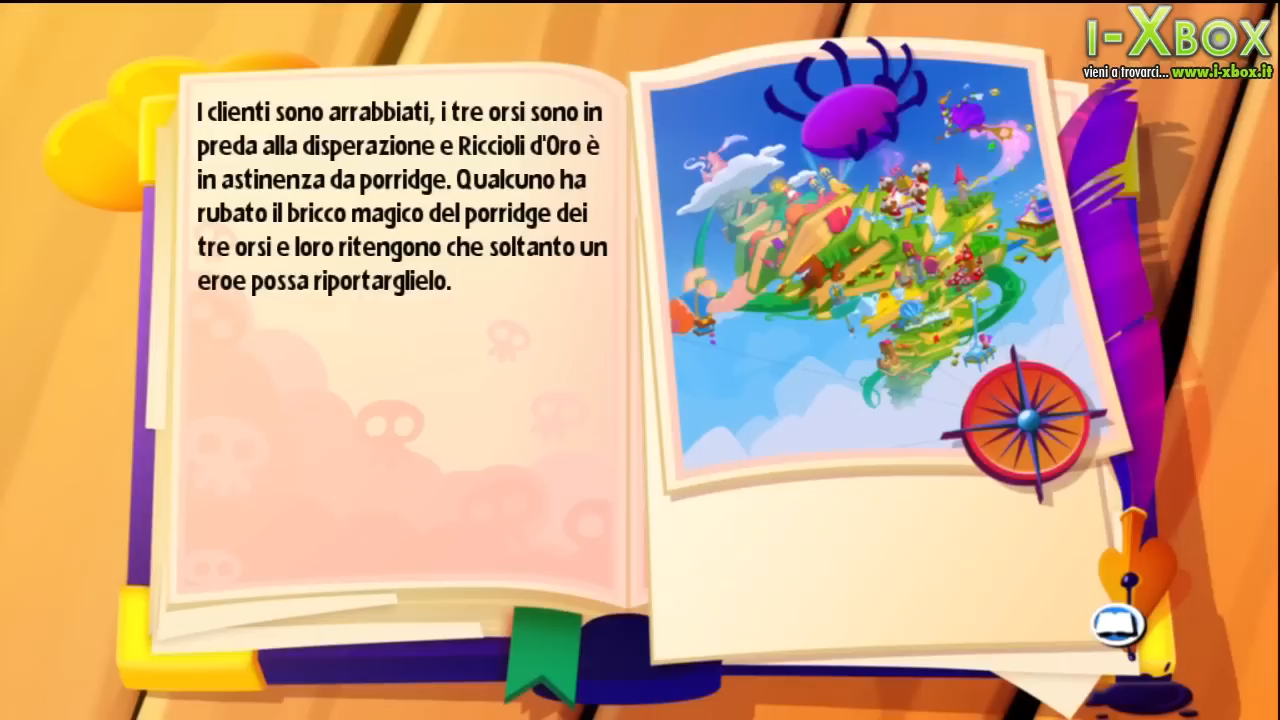 i-XBOX
vieni a trovarci... www.i-xbox.it
I clienti sono arrabbiati, i tre orsi sono in
preda alla disperazione e Riccioli d'Oro è
in astinenza da porridge. Qualcuno ha
rubato il bricco magico del porridge dei
tre orsi e loro ritengono che soltanto un
eroe possa riportarglielo.